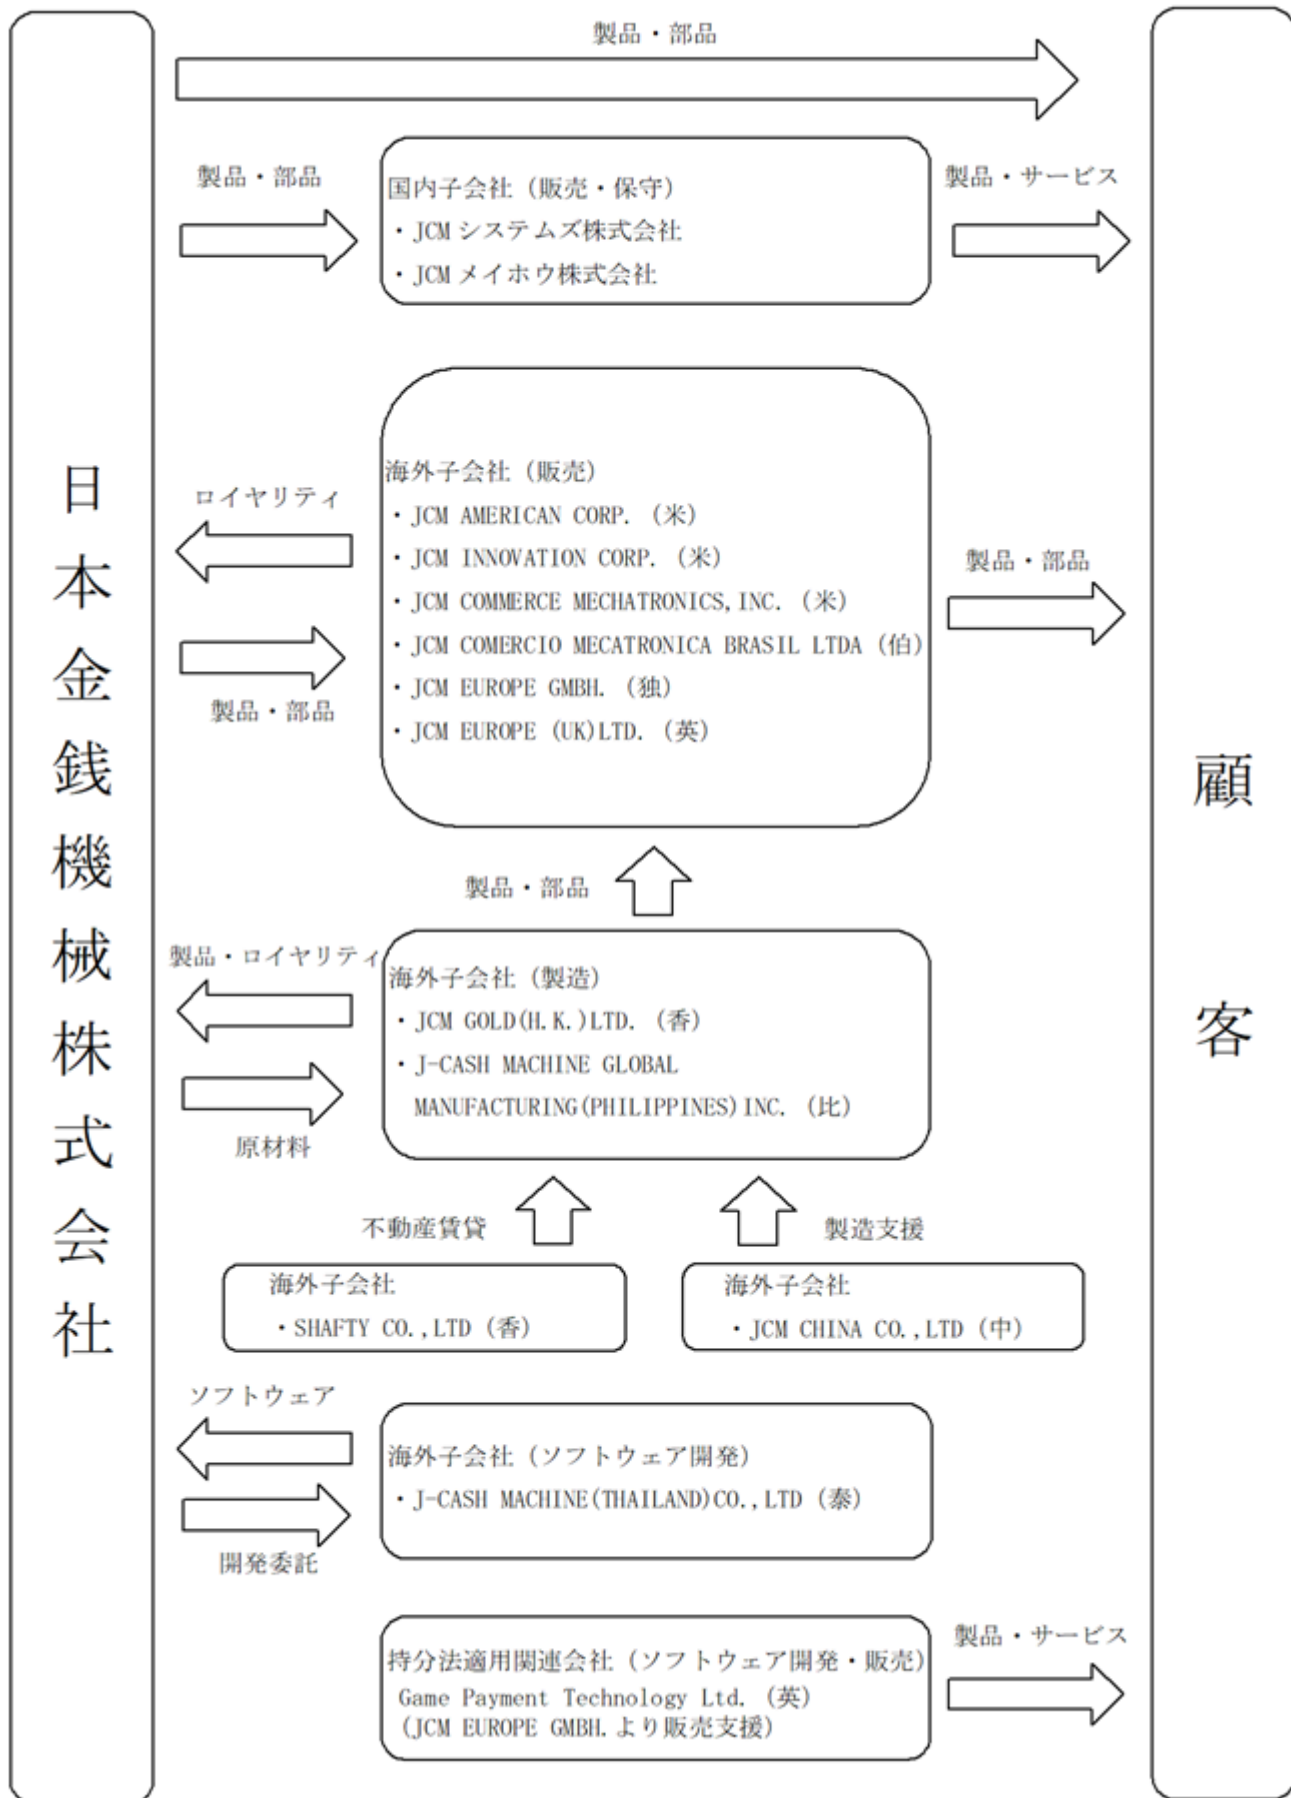 日本金銭機械株式会社
製品・部品
製品・部品
国内子会社（販売・保守）
・JCM システムズ株式会社
・JCM メイホウ株式会社
製品・サービス
ロイヤリティ
製品・部品
海外子会社（販売）
・JCM AMERICAN CORP.（米）
・JCM INNOVATION CORP.（米）
・JCM COMMERCE MECHATRONICS,INC.（米）
・JCM COMERCIO MECATRONICA BRASIL LTDA（伯）
・JCM EUROPE GMBH.（独）
・JCM EUROPE (UK)LTD.（英）
製品・部品
製品・部品
製品・ロイヤリティ
原材料
海外子会社（製造）
・JCM GOLD(H.K.)LTD.（香）
・J-CASH MACHINE GLOBAL
MANUFACTURING(PHILIPPINES)INC.（比）
不動産賃貸
製造支援
海外子会社
・SHAFTY CO.,LTD（香）
海外子会社
・JCM CHINA CO.,LTD（中）
ソフトウェア
開発委託
海外子会社（ソフトウェア開発）
・J-CASH MACHINE(THAILAND)CO.,LTD（泰）
持分法適用関連会社（ソフトウェア開発・販売）
Game Payment Technology Ltd.（英）
（JCM EUROPE GMBH.より販売支援）
製品・サービス
顧客